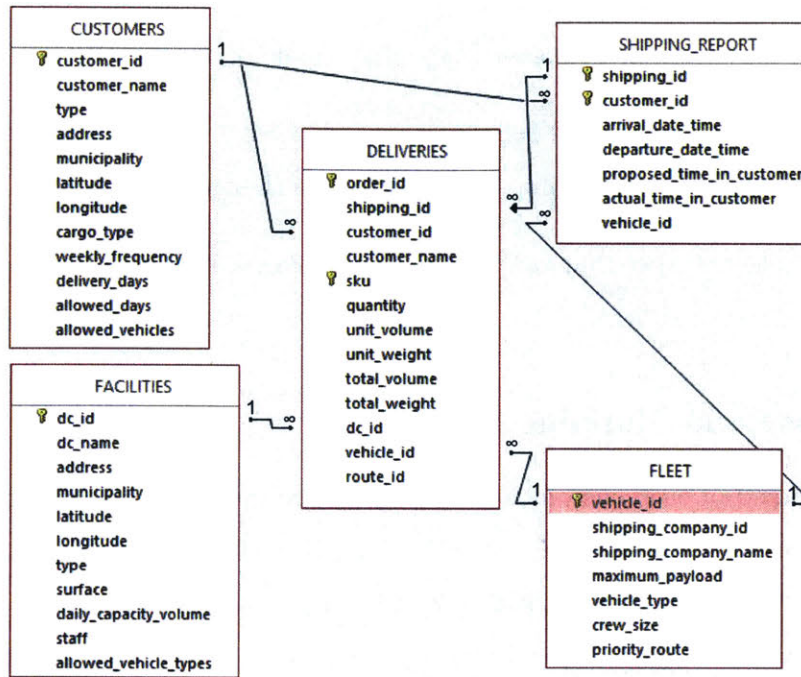 CUSTOMERS
customer_id
customer_name
type
address
municipality
latitude
longitude
cargo_type
weekly_frequency
delivery_days
allowed_days
allowed_vehicles
1
∞
SHIPPING_REPORT
shipping_id
customer_id
arrival_date_time
departure_date_time
proposed_time_in_customer
actual_time_in_customer
vehicle_id
1
∞
∞
DELIVERIES
order_id
shipping_id
customer_id
customer_name
sku
quantity
unit_volume
unit_weight
total_volume
total_weight
dc_id
vehicle_id
route_id
∞
∞
∞
FACILITIES
dc_id
dc_name
address
municipality
latitude
longitude
type
surface
daily_capacity_volume
staff
allowed_vehicle_types
1
FLEET
vehicle_id
shipping_company_id
shipping_company_name
maximum_payload
vehicle_type
crew_size
priority_route
1
1